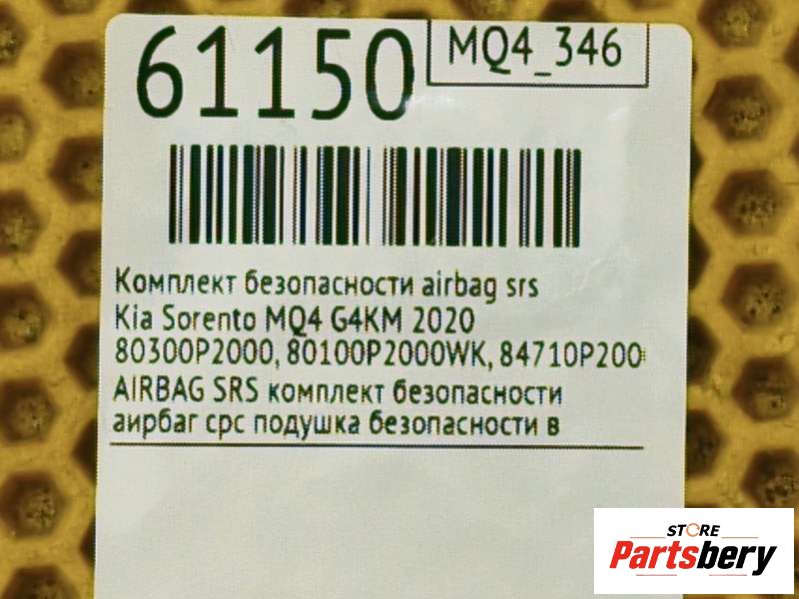 61150
MQ4_346
Комплект безопасности airbag srs
Kia Sorento MQ4 G4KM 2020
80300P2000, 80100P2000WK, 84710P200
AIRBAG SRS комплект безопасности
аирбаг срс подушка безопасности в
STORE
Partsbery